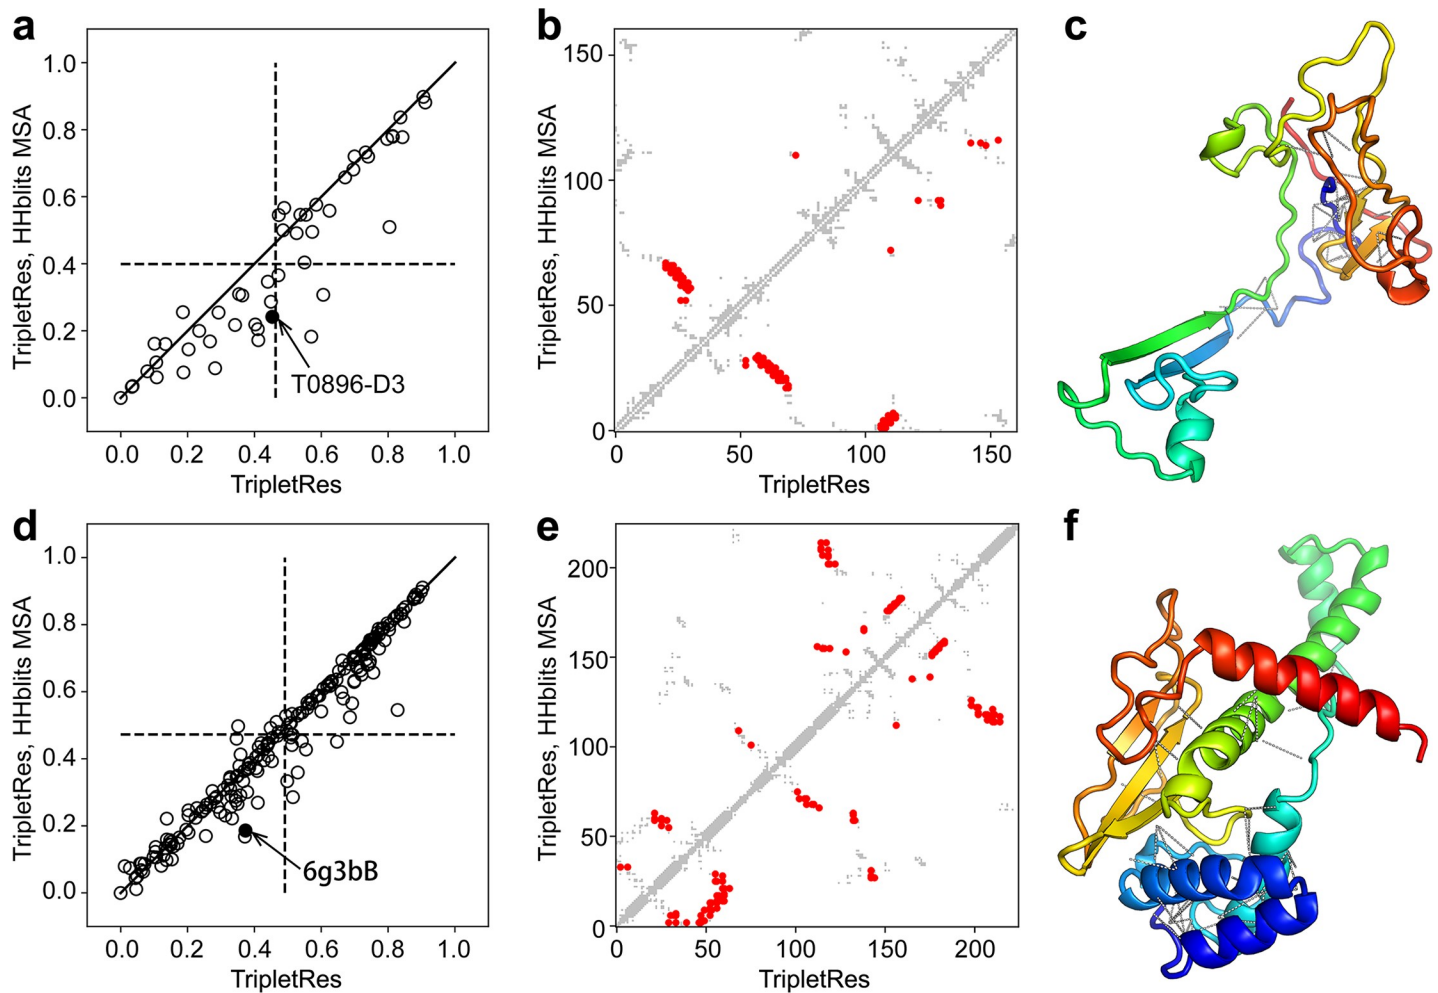 a
TripletRes, HHblits MSA
1.0
0.8
0.6
0.4
0.2
0.0
T0896-D3
0.0 0.2 0.4 0.6 0.8 1.0
TripletRes
b
TripletRes, HHblits MSA
150
100
50
0
0 50 100 150
TripletRes
c
d
TripletRes, HHblits MSA
1.0
0.8
0.6
0.4
0.2
0.0
6g3bB
0.0 0.2 0.4 0.6 0.8 1.0
TripletRes
e
TripletRes, HHblits MSA
200
150
100
50
0
0 50 100 150 200
TripletRes
f